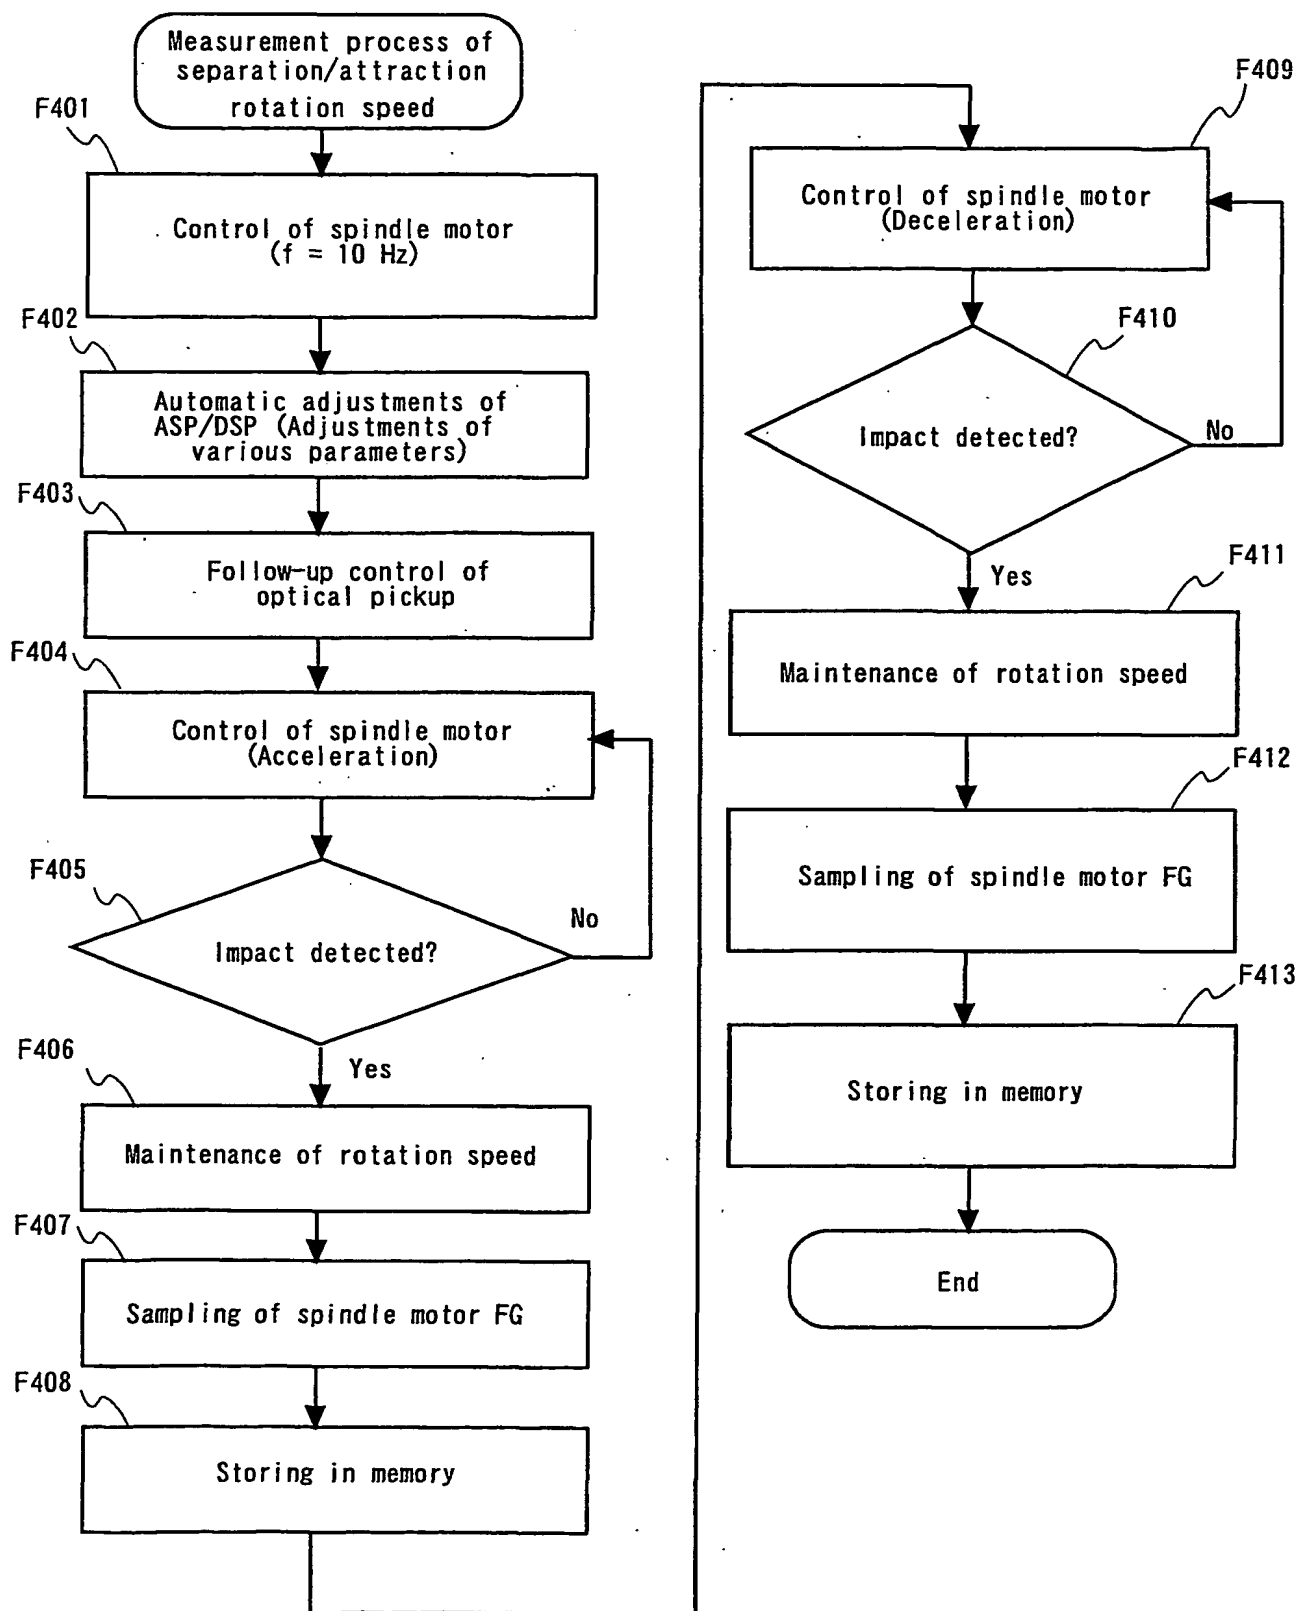 Measurement process of
separation/attraction
rotation speed
F401
Control of spindle motor
(f = 10 Hz)
F402
Automatic adjustments of
ASP/DSP (Adjustments of
various parameters)
F403
Follow-up control of
optical pickup
F404
Control of spindle motor
(Acceleration)
F405
Impact detected?
No
Yes
F406
Maintenance of rotation speed
F407
Sampling of spindle motor FG
F408
Storing in memory
F409
Control of spindle motor
(Deceleration)
F410
Impact detected?
No
Yes
F411
Maintenance of rotation speed
F412
Sampling of spindle motor FG
F413
Storing in memory
End